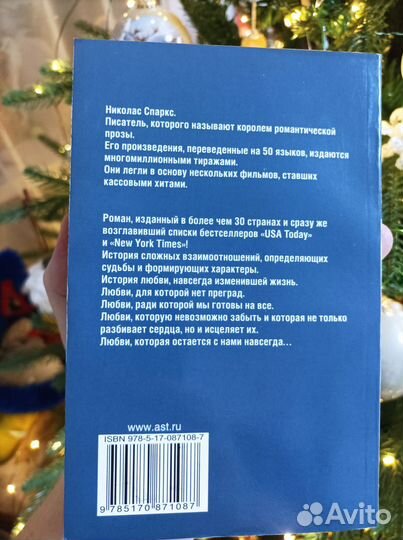 Николас Спаркс.
Писатель, которого называют королем романтической
прозы.
Его произведения, переведенные на 50 языков, издаются
многомиллионными тиражами.
Они легли в основу нескольких фильмов, ставших
кассовыми хитами.
Роман, изданный в более чем 30 странах и сразу же
возглавивший списки бестселлеров «USA Today»
и «New York Times»!
История сложных взаимоотношений, определяющих
судьбы и формирующих характеры.
История любви, навсегда изменившей жизнь.
Любви, для которой нет преград.
Любви, ради которой мы готовы на все.
Любви, которую невозможно забыть и которая не только
разбивает сердца, но и исцеляет их.
Любви, которая остается с нами навсегда...
www.ast.ru
ISBN 978-5-17-087108-7
9 785170 871087
Avito